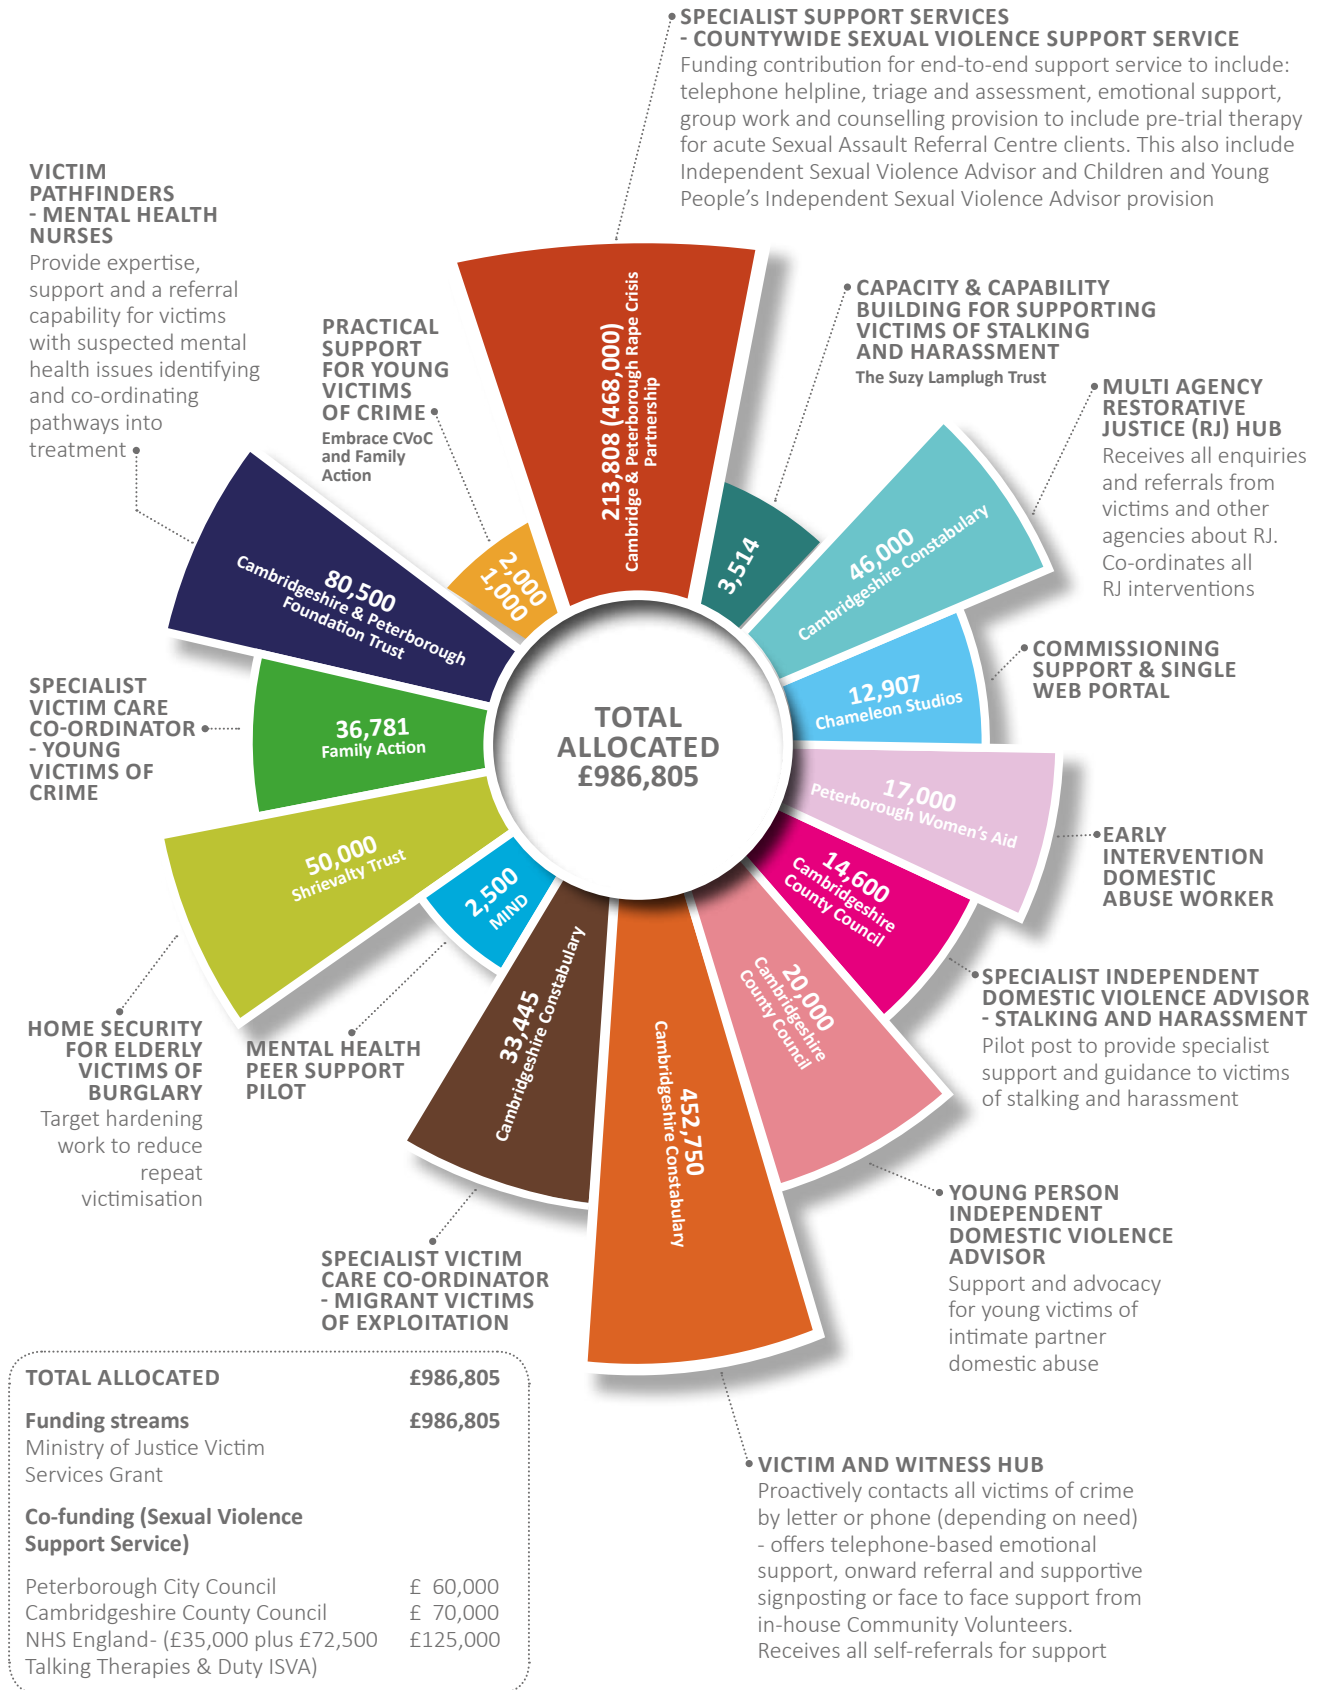 SPECIALIST SUPPORT SERVICES
- COUNTYWIDE SEXUAL VIOLENCE SUPPORT SERVICE
Funding contribution for end-to-end support service to include:
telephone helpline, triage and assessment, emotional support,
group work and counselling provision to include pre-trial therapy
for acute Sexual Assault Referral Centre clients. This also include
Independent Sexual Violence Advisor and Children and Young
People’s Independent Sexual Violence Advisor provision
VICTIM
PATHFINDERS
- MENTAL HEALTH
NURSES
Provide expertise,
support and a referral
capability for victims
with suspected mental
health issues identifying
and co-ordinating
pathways into
treatment
PRACTICAL
SUPPORT
FOR YOUNG
VICTIMS
OF CRIME
Embrace CVoC
and Family
Action
213,808 (468,000)
Cambridge & Peterborough Rape Crisis
Partnership
CAPACITY & CAPABILITY
BUILDING FOR SUPPORTING
VICTIMS OF STALKING
AND HARASSMENT
The Suzy Lamplugh Trust
MULTI AGENCY
RESTORATIVE
JUSTICE (RJ) HUB
Receives all enquiries
and referrals from
victims and other
agencies about RJ.
Co-ordinates all
RJ interventions
80,500
Cambridgeshire & Peterborough
Foundation Trust
2,000
1,000
3,514
46,000
Cambridgeshire Constabulary
COMMISSIONING
SUPPORT & SINGLE
WEB PORTAL
12,907
Chameleon Studios
SPECIALIST
VICTIM CARE
CO-ORDINATOR
- YOUNG
VICTIMS OF
CRIME
36,781
Family Action
TOTAL
ALLOCATED
£986,805
17,000
Peterborough Women’s Aid
EARLY
INTERVENTION
DOMESTIC
ABUSE WORKER
50,000
Shrievalty Trust
2,500
MIND
14,600
Cambridgeshire
County Council
33,445
Cambridgeshire Constabulary
452,750
Cambridgeshire Constabulary
20,000
Cambridgeshire
County Council
SPECIALIST INDEPENDENT
DOMESTIC VIOLENCE ADVISOR
- STALKING AND HARASSMENT
Pilot post to provide specialist
support and guidance to victims
of stalking and harassment
HOME SECURITY
FOR ELDERLY
VICTIMS OF
BURGLARY
Target hardening
work to reduce
repeat
victimisation
MENTAL HEALTH
PEER SUPPORT
PILOT
YOUNG PERSON
INDEPENDENT
DOMESTIC VIOLENCE
ADVISOR
Support and advocacy
for young victims of
intimate partner
domestic abuse
SPECIALIST VICTIM
CARE CO-ORDINATOR
- MIGRANT VICTIMS
OF EXPLOITATION
VICTIM AND WITNESS HUB
Proactively contacts all victims of crime
by letter or phone (depending on need)
- offers telephone-based emotional
support, onward referral and supportive
signposting or face to face support from
in-house Community Volunteers.
Receives all self-referrals for support
TOTAL ALLOCATED £986,805
Funding streams £986,805
Ministry of Justice Victim
Services Grant
Co-funding (Sexual Violence
Support Service)
Peterborough City Council £ 60,000
Cambridgeshire County Council £ 70,000
NHS England- (£35,000 plus £72,500 £125,000
Talking Therapies & Duty ISVA)